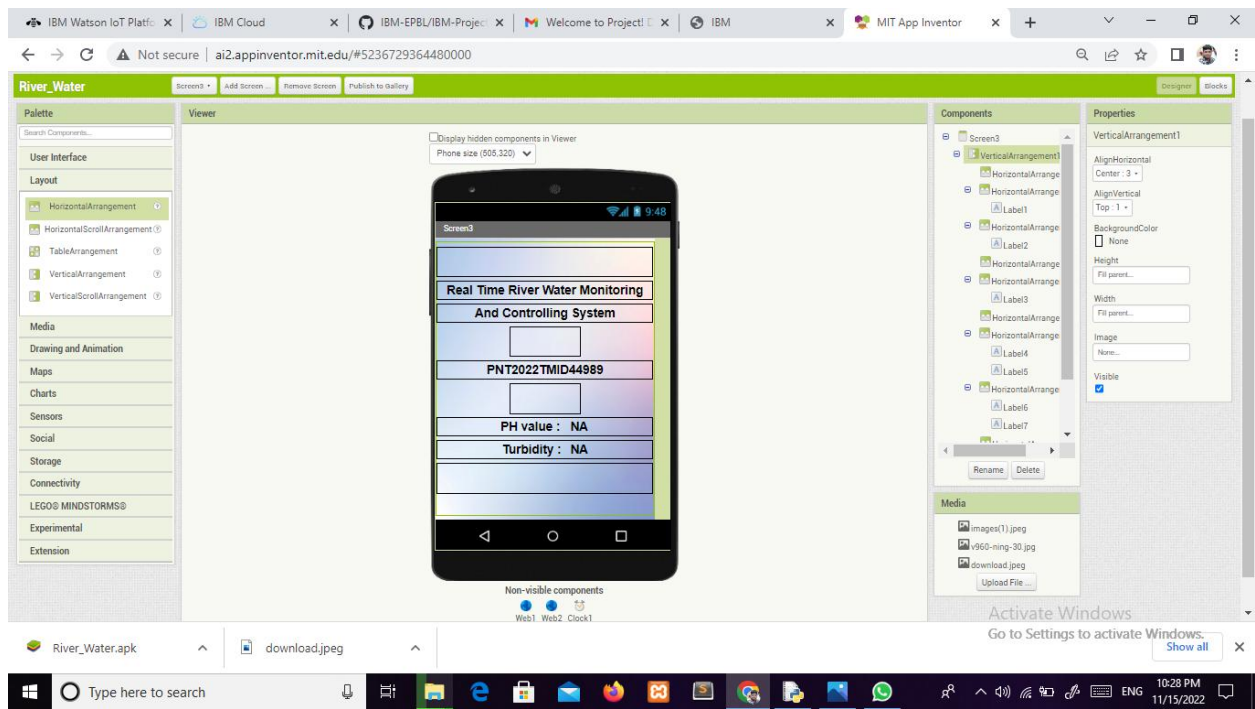 IBM Watson IoT Platfo
IBM Cloud
IBM-EPBL/IBM-Project
Welcome to Project! D
IBM
MIT App Inventor
Not secure | ai2.appinventor.mit.edu/#5236729364480000
River_Water
Screen3
Add Screen ...
Remove Screen
Publish to Gallery
Designer
Blocks
Palette
Search Components...
User Interface
Layout
HorizontalArrangement
HorizontalScrollArrangement
TableArrangement
VerticalArrangement
VerticalScrollArrangement
Media
Drawing and Animation
Maps
Charts
Sensors
Social
Storage
Connectivity
LEGO® MINDSTORMS®
Experimental
Extension
Viewer
Display hidden components in Viewer
Phone size (505,320)
9:48
Screen3
Real Time River Water Monitoring
And Controlling System
PNT2022TMID44989
PH value : NA
Turbidity : NA
Non-visible components
Web1 Web2 Clock1
Components
Screen3
VerticalArrangement1
HorizontalArrange
HorizontalArrange
Label1
HorizontalArrange
Label2
HorizontalArrange
HorizontalArrange
Label3
HorizontalArrange
HorizontalArrange
Label4
Label5
HorizontalArrange
Label6
Label7
Rename
Delete
Media
images(1).jpeg
v960-ning-30.jpg
download.jpeg
Upload File ...
Properties
VerticalArrangement1
AlignHorizontal
Center : 3
AlignVertical
Top : 1
BackgroundColor
None
Height
Fill parent...
Width
Fill parent...
Image
None...
Visible
Activate Windows
Go to Settings to activate Windows.
River_Water.apk
download.jpeg
Show all
Type here to search
ENG
10:28 PM
11/15/2022